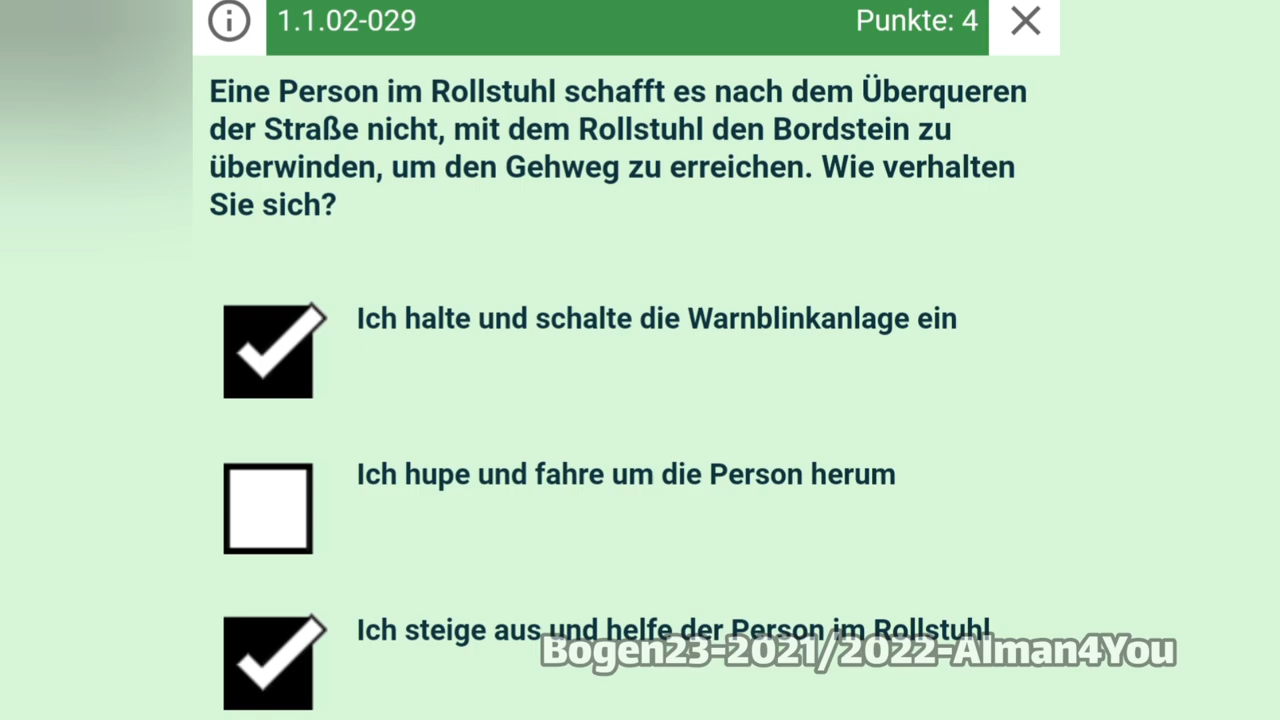 1.1.02-029 Punkte: 4
Eine Person im Rollstuhl schafft es nach dem Überqueren
der Straße nicht, mit dem Rollstuhl den Bordstein zu
überwinden, um den Gehweg zu erreichen. Wie verhalten
Sie sich?
Ich halte und schalte die Warnblinkanlage ein
Ich hupe und fahre um die Person herum
Ich steige aus und helfe der Person im Rollstuhl
Bogen23-2021/2022-Alman4You